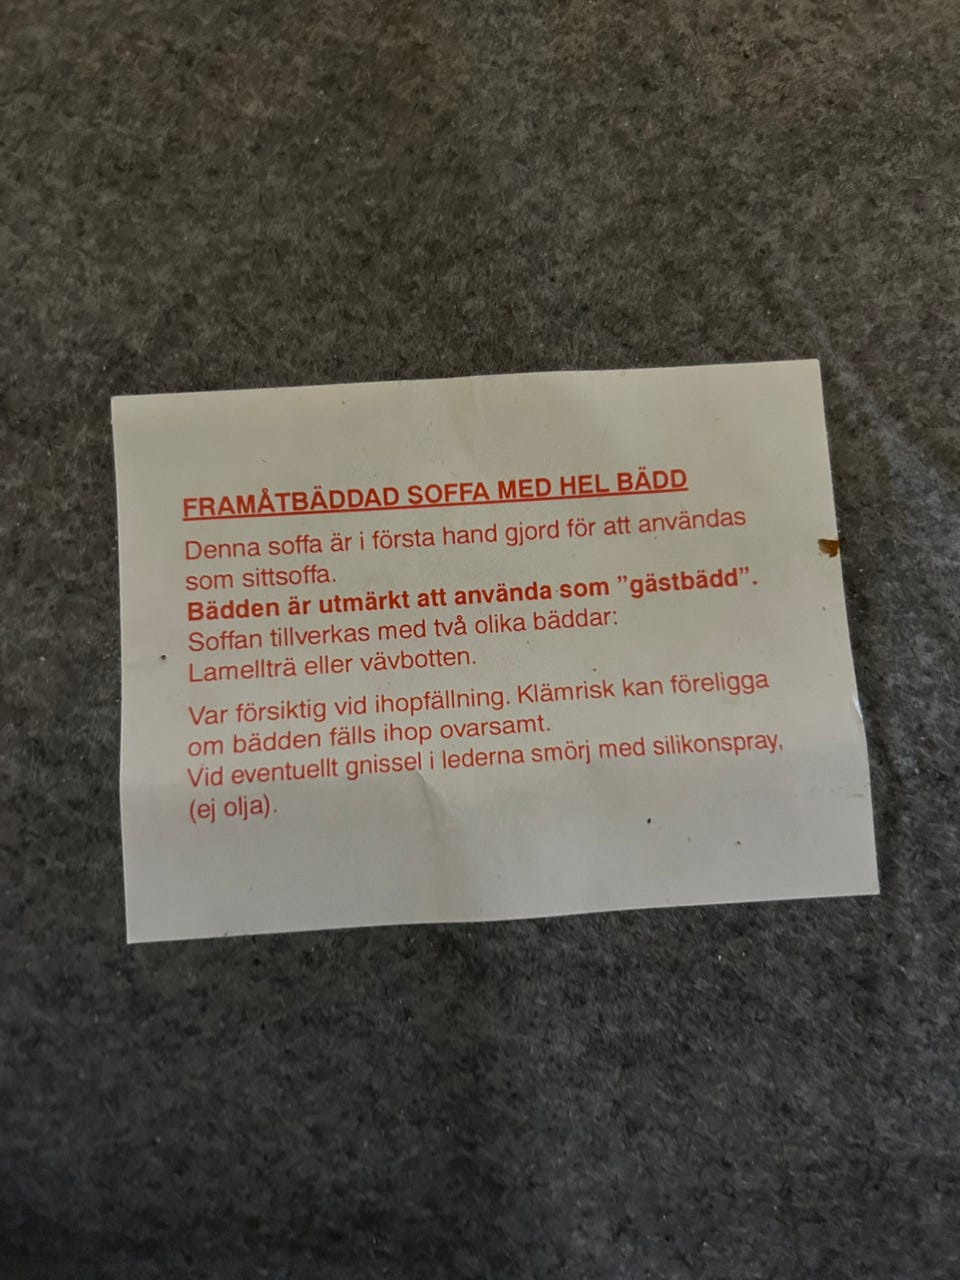 FRAMÅTBÄDDAD SOFFA MED HEL BÄDD
Denna soffa är i första hand gjord för att användas
som sittsoffa.
Bädden är utmärkt att använda som ”gästbädd”.
Soffan tillverkas med två olika bäddar:
Lamellträ eller vävbotten.
Var försiktig vid ihopfällning. Klämrisk kan föreligga
om bädden fälls ihop ovarsamt.
Vid eventuellt gnissel i lederna smörj med silikonspray,
(ej olja).